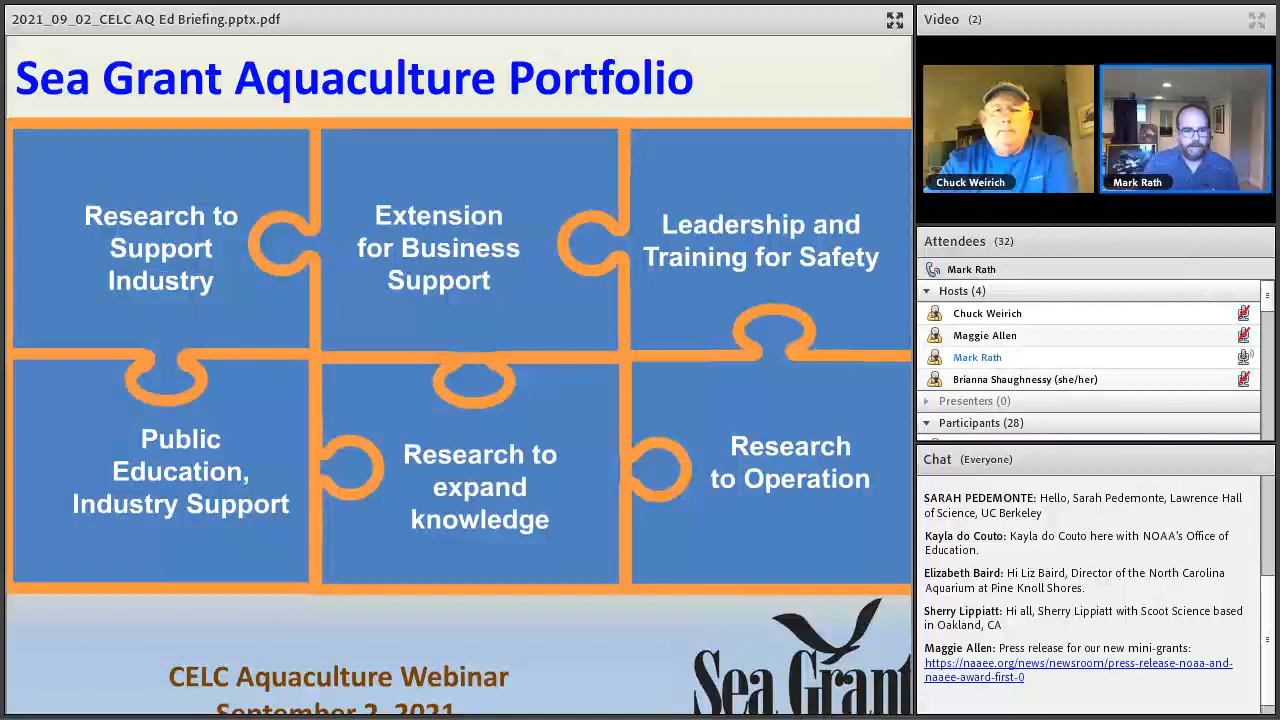 2021_09_02_CELC AQ Ed Briefing.pptx.pdf
Sea Grant Aquaculture Portfolio
Research to
Support
Industry
Extension
for Business
Support
Leadership and
Training for Safety
Public
Education,
Industry Support
Research to
expand
knowledge
Research
to Operation
CELC Aquaculture Webinar
September 2, 2021
Sea Grant
Video (2)
Chuck Weirich
Mark Rath
Attendees (32)
Mark Rath
Hosts (4)
Chuck Weirich
Maggie Allen
Mark Rath
Brianna Shaughnessy (she/her)
Presenters (0)
Participants (28)
Chat (Everyone)
SARAH PEDEMONTE: Hello, Sarah Pedemonte, Lawrence Hall
of Science, UC Berkeley
Kayla do Couto: Kayla do Couto here with NOAA's Office of
Education.
Elizabeth Baird: Hi Liz Baird, Director of the North Carolina
Aquarium at Pine Knoll Shores.
Sherry Lippiatt: Hi all, Sherry Lippiatt with Scoot Science based
in Oakland, CA
Maggie Allen: Press release for our new mini-grants:
https://naaee.org/news/newsroom/press-release-noaa-and-
naaee-award-first-0